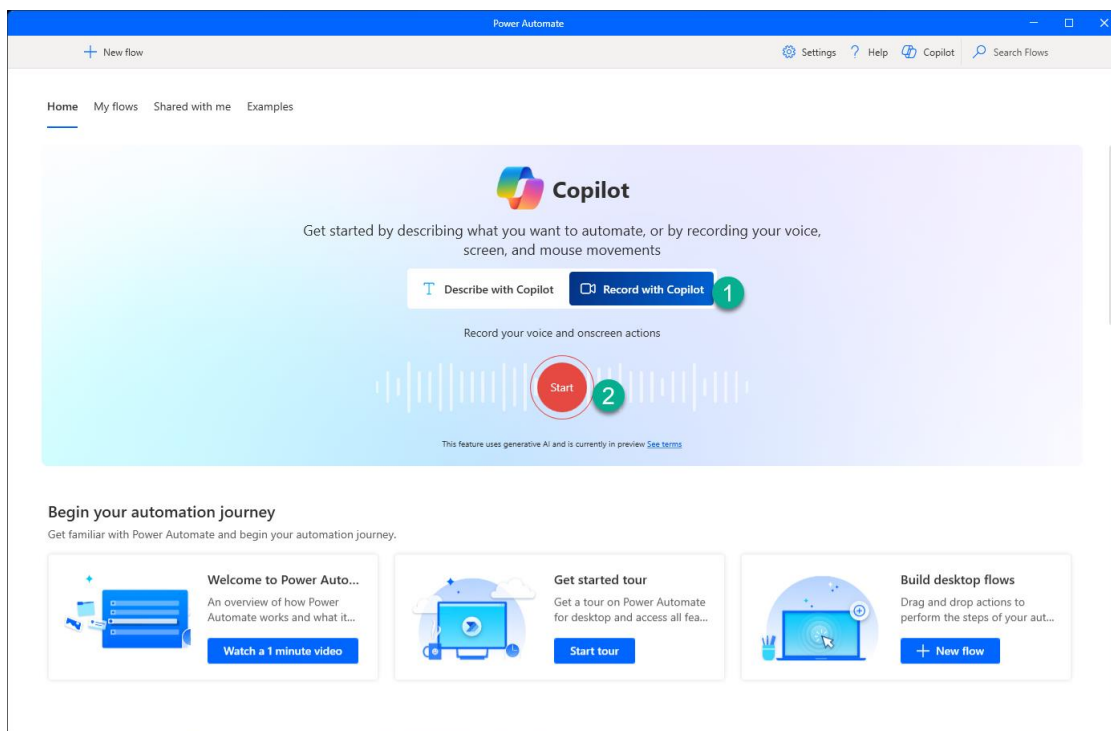 Power Automate
New flow
Settings
Help
Copilot
Search Flows
Home
My flows
Shared with me
Examples
Copilot
Get started by describing what you want to automate, or by recording your voice,
screen, and mouse movements
Describe with Copilot
Record with Copilot
1
Record your voice and onscreen actions
Start
2
This feature uses generative AI and is currently in preview See terms
Begin your automation journey
Get familiar with Power Automate and begin your automation journey.
Welcome to Power Auto...
An overview of how Power
Automate works and what it...
Watch a 1 minute video
Get started tour
Get a tour on Power Automate
for desktop and access all fea...
Start tour
Build desktop flows
Drag and drop actions to
perform the steps of your aut...
New flow